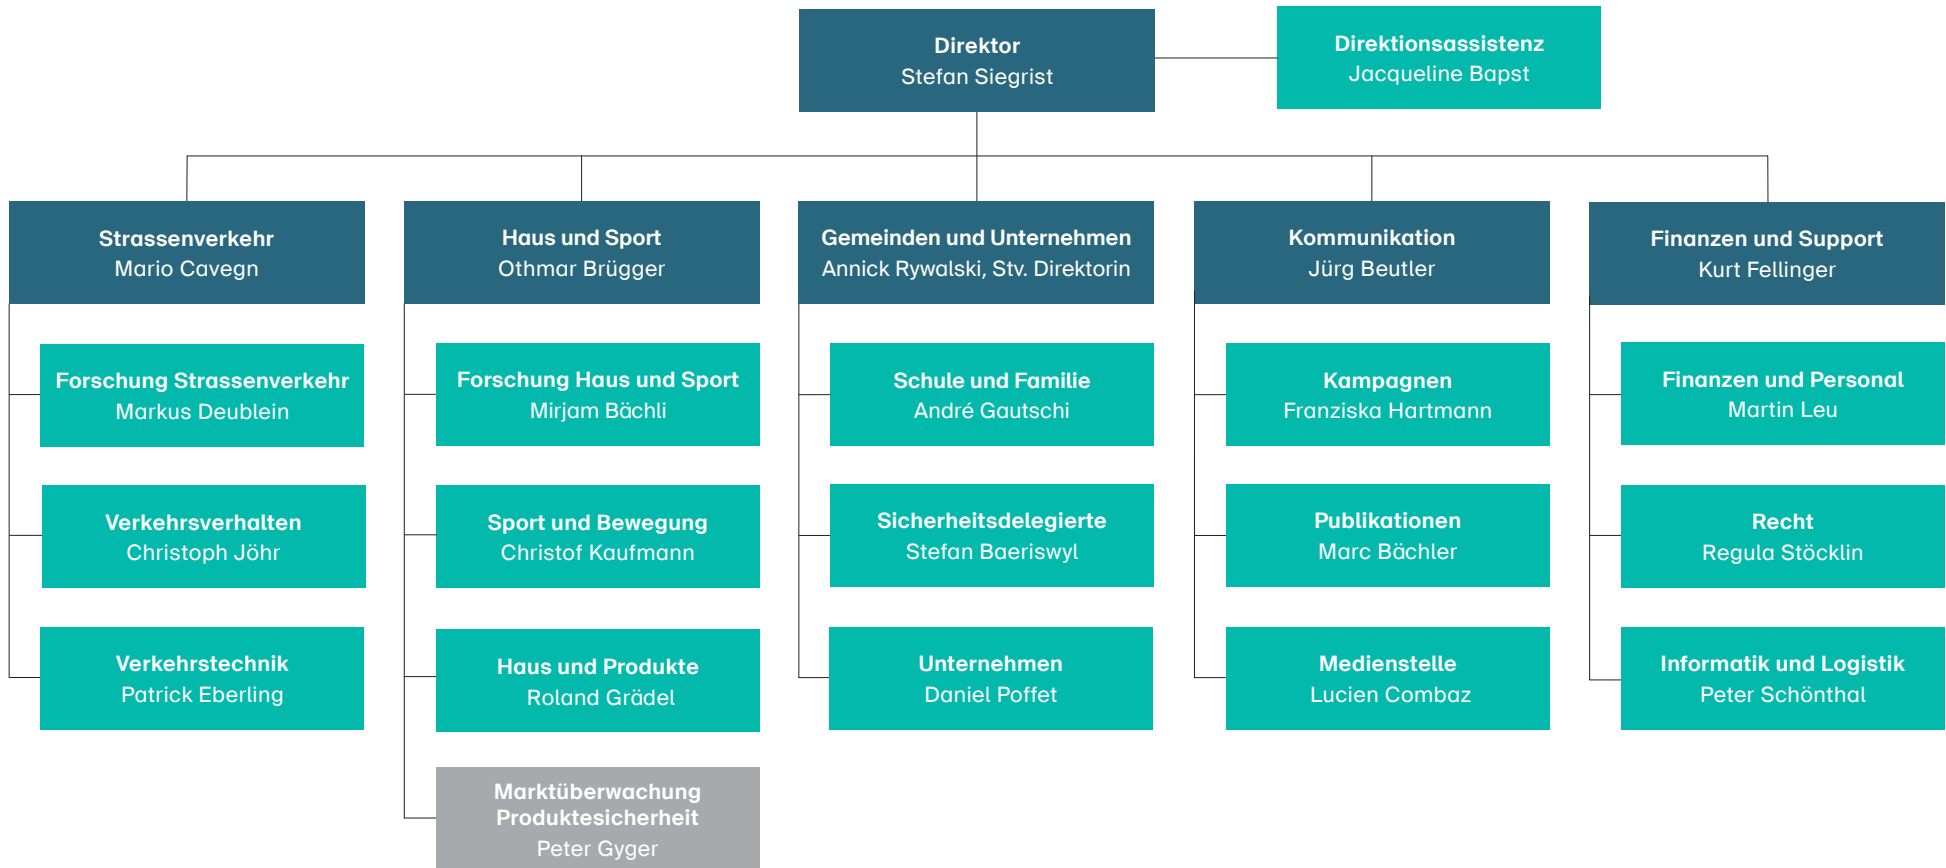 Direktor
Stefan Siegrist
Direktionsassistenz
Jacqueline Bapst
Strassenverkehr
Mario Cavegn
Forschung Strassenverkehr
Markus Deublein
Verkehrsverhalten
Christoph Jöhr
Verkehrstechnik
Patrick Eberling
Haus und Sport
Othmar Brügger
Forschung Haus und Sport
Mirjam Bächli
Sport und Bewegung
Christof Kaufmann
Haus und Produkte
Roland Grädel
Marktüberwachung
Produktesicherheit
Peter Gyger
Gemeinden und Unternehmen
Annick Rywalski, Stv. Direktorin
Schule und Familie
André Gautschi
Sicherheitsdelegierte
Stefan Baeriswyl
Unternehmen
Daniel Poffet
Kommunikation
Jürg Beutler
Kampagnen
Franziska Hartmann
Publikationen
Marc Bächler
Medienstelle
Lucien Combaz
Finanzen und Support
Kurt Fellinger
Finanzen und Personal
Martin Leu
Recht
Regula Stöcklin
Informatik und Logistik
Peter Schönthal